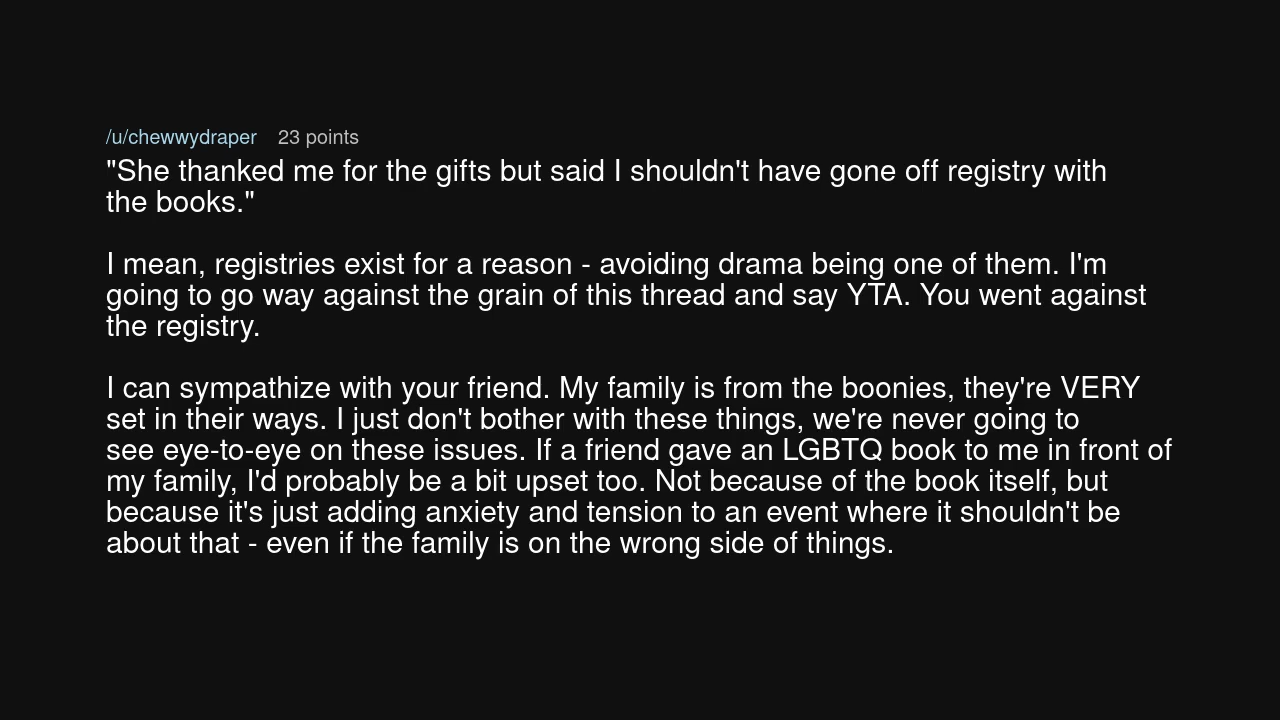 /u/chewwydraper 23 points
"She thanked me for the gifts but said I shouldn't have gone off registry with
the books."
I mean, registries exist for a reason - avoiding drama being one of them. I'm
going to go way against the grain of this thread and say YTA. You went against
the registry.
I can sympathize with your friend. My family is from the boonies, they're VERY
set in their ways. I just don't bother with these things, we're never going to
see eye-to-eye on these issues. If a friend gave an LGBTQ book to me in front of
my family, I'd probably be a bit upset too. Not because of the book itself, but
because it's just adding anxiety and tension to an event where it shouldn't be
about that - even if the family is on the wrong side of things.